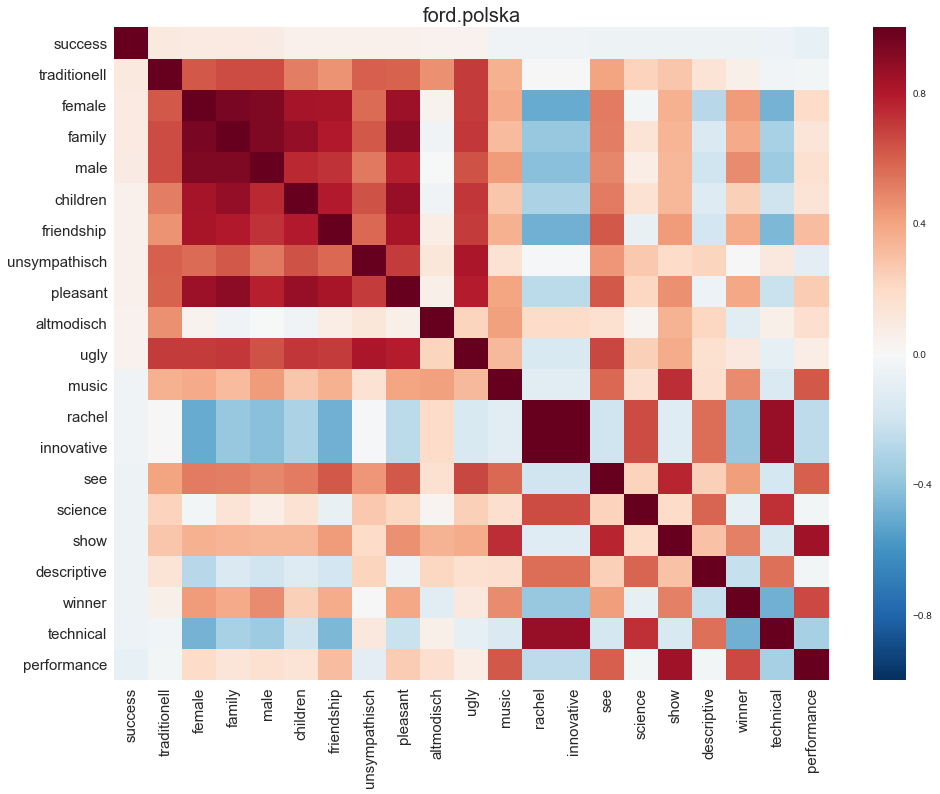 ford.polska
success
traditionell
female
family
male
children
friendship
unsympathisch
pleasant
altmodisch
ugly
music
rachel
innovative
see
science
show
descriptive
winner
technical
performance
0.8
0.4
0.0
−0.4
−0.8
success
traditionell
female
family
male
children
friendship
unsympathisch
pleasant
altmodisch
ugly
music
rachel
innovative
see
science
show
descriptive
winner
technical
performance